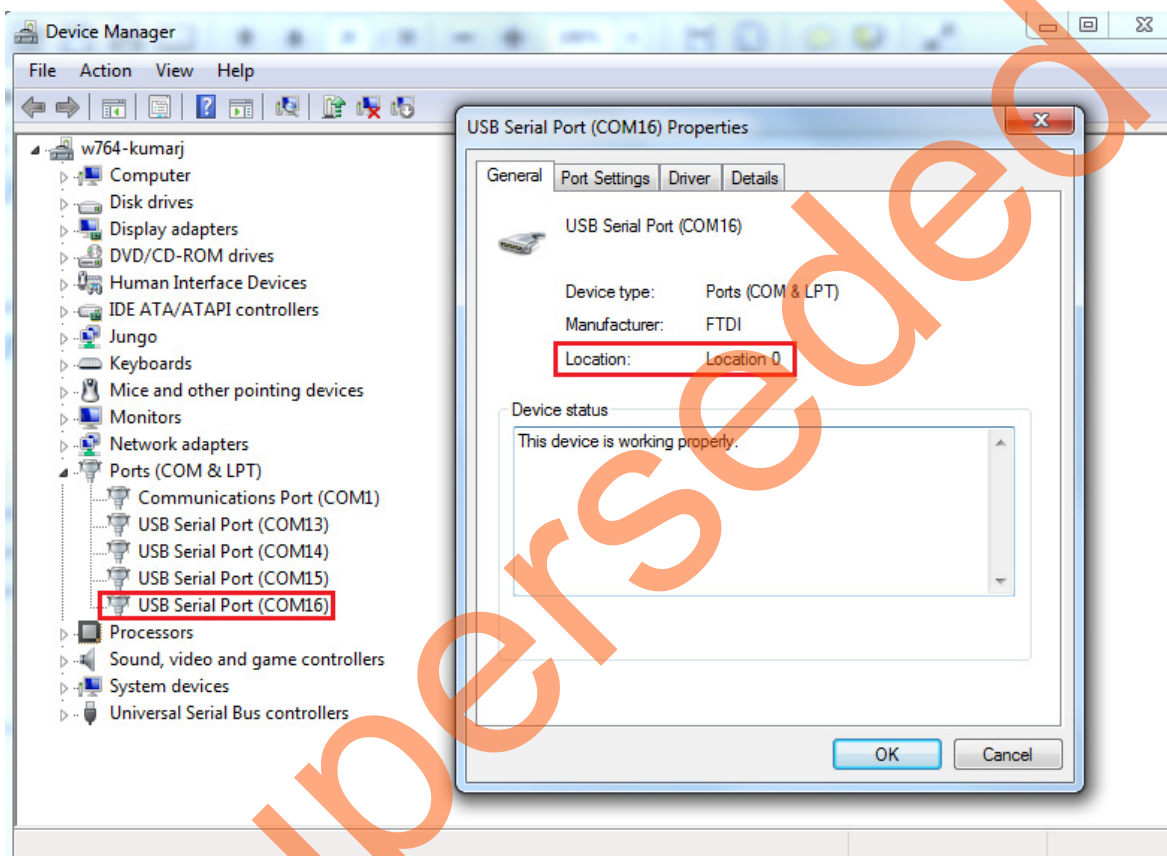 Device Manager
File Action View Help
w764-kumarj
Computer
Disk drives
Display adapters
DVD/CD-ROM drives
Human Interface Devices
IDE ATA/ATAPI controllers
Jungo
Keyboards
Mice and other pointing devices
Monitors
Network adapters
Ports (COM & LPT)
Communications Port (COM1)
USB Serial Port (COM13)
USB Serial Port (COM14)
USB Serial Port (COM15)
USB Serial Port (COM16)
Processors
Sound, video and game controllers
System devices
Universal Serial Bus controllers
USB Serial Port (COM16) Properties
General Port Settings Driver Details
USB Serial Port (COM16)
Device type: Ports (COM & LPT)
Manufacturer: FTDI
Location: Location 0
Device status
This device is working properly.
OK Cancel
perseded